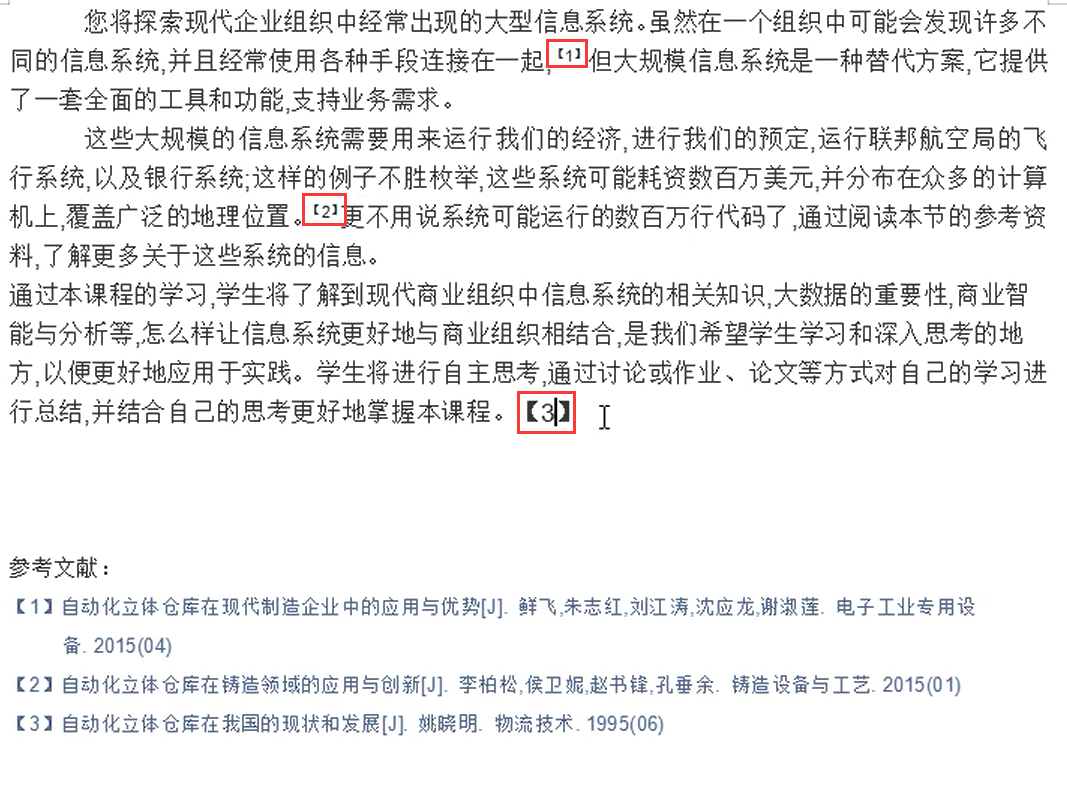 您将探索现代企业组织中经常出现的大型信息系统。虽然在一个组织中可能会发现许多不
同的信息系统,并且经常使用各种手段连接在一起,【1】但大规模信息系统是一种替代方案,它提供
了一套全面的工具和功能,支持业务需求。
这些大规模的信息系统需要用来运行我们的经济,进行我们的预定,运行联邦航空局的飞
行系统,以及银行系统;这样的例子不胜枚举,这些系统可能耗资数百万美元,并分布在众多的计算
机上,覆盖广泛的地理位置。【2】更不用说系统可能运行的数百万行代码了,通过阅读本节的参考资
料,了解更多关于这些系统的信息。
通过本课程的学习,学生将了解到现代商业组织中信息系统的相关知识,大数据的重要性,商业智
能与分析等,怎么样让信息系统更好地与商业组织相结合,是我们希望学生学习和深入思考的地
方,以便更好地应用于实践。学生将进行自主思考,通过讨论或作业、论文等方式对自己的学习进
行总结,并结合自己的思考更好地掌握本课程。【3】
参考文献：
【1】自动化立体仓库在现代制造企业中的应用与优势[J]. 鲜飞,朱志红,刘江涛,沈应龙,谢淑莲. 电子工业专用设
备. 2015(04)
【2】自动化立体仓库在铸造领域的应用与创新[J]. 李柏松,侯卫妮,赵书锋,孔垂余. 铸造设备与工艺. 2015(01)
【3】自动化立体仓库在我国的现状和发展[J]. 姚晓明. 物流技术. 1995(06)